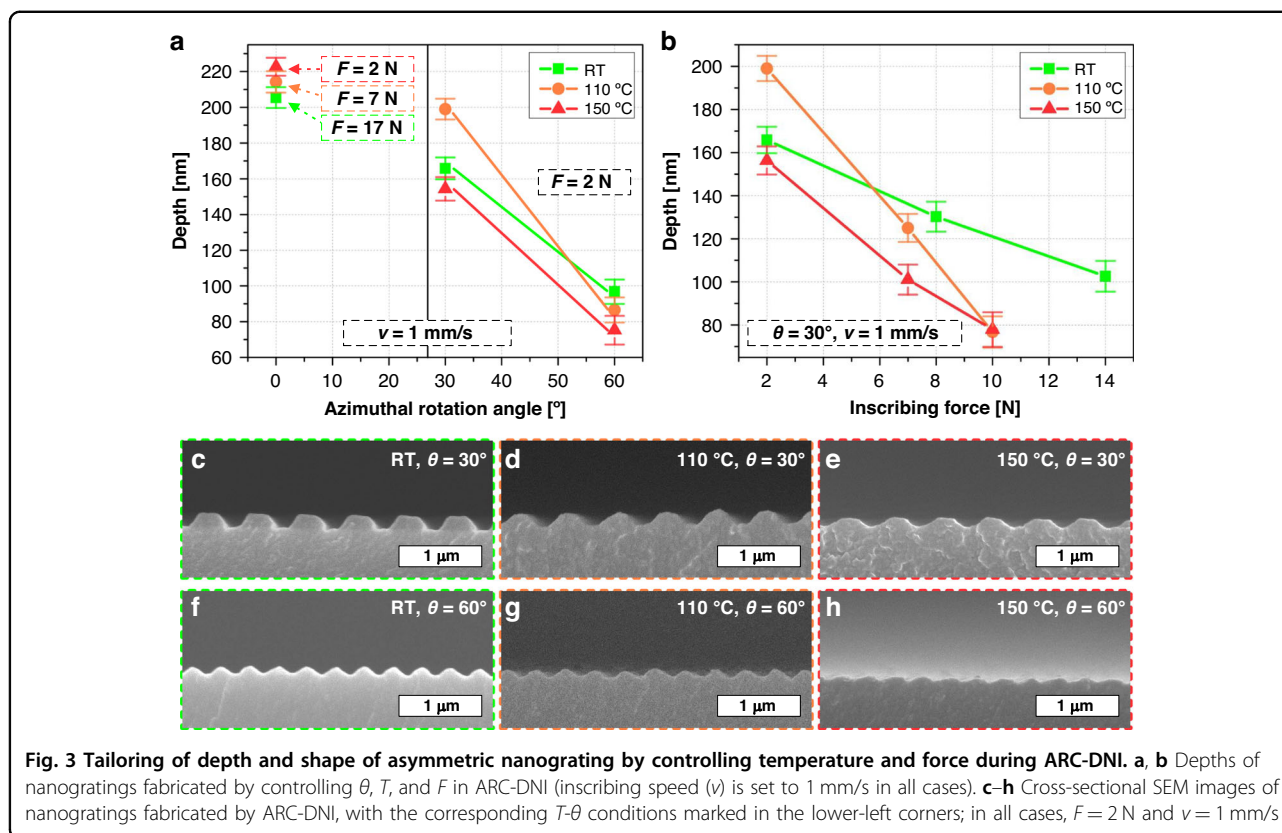 a
Depth [nm]
220
200
180
160
140
120
100
80
60
0
10
20
30
40
50
60
Azimuthal rotation angle [º]
F = 2 N
F = 7 N
F = 17 N
RT
110 ºC
150 ºC
F = 2 N
v = 1 mm/s
b
Depth [nm]
200
180
160
140
120
100
80
2
4
6
8
10
12
14
Inscribing force [N]
RT
110 ºC
150 ºC
θ = 30°, v = 1 mm/s
c
RT, θ = 30°
1 μm
d
110 °C, θ = 30°
1 μm
e
150 °C, θ = 30°
1 μm
f
RT, θ = 60°
1 μm
g
110 °C, θ = 60°
1 μm
h
150 °C, θ = 60°
1 μm
Fig. 3 Tailoring of depth and shape of asymmetric nanograting by controlling temperature and force during ARC-DNI. a, b Depths of
nanogratings fabricated by controlling θ, T, and F in ARC-DNI (inscribing speed (v) is set to 1 mm/s in all cases). c–h Cross-sectional SEM images of
nanogratings fabricated by ARC-DNI, with the corresponding T-θ conditions marked in the lower-left corners; in all cases, F = 2 N and v = 1 mm/s